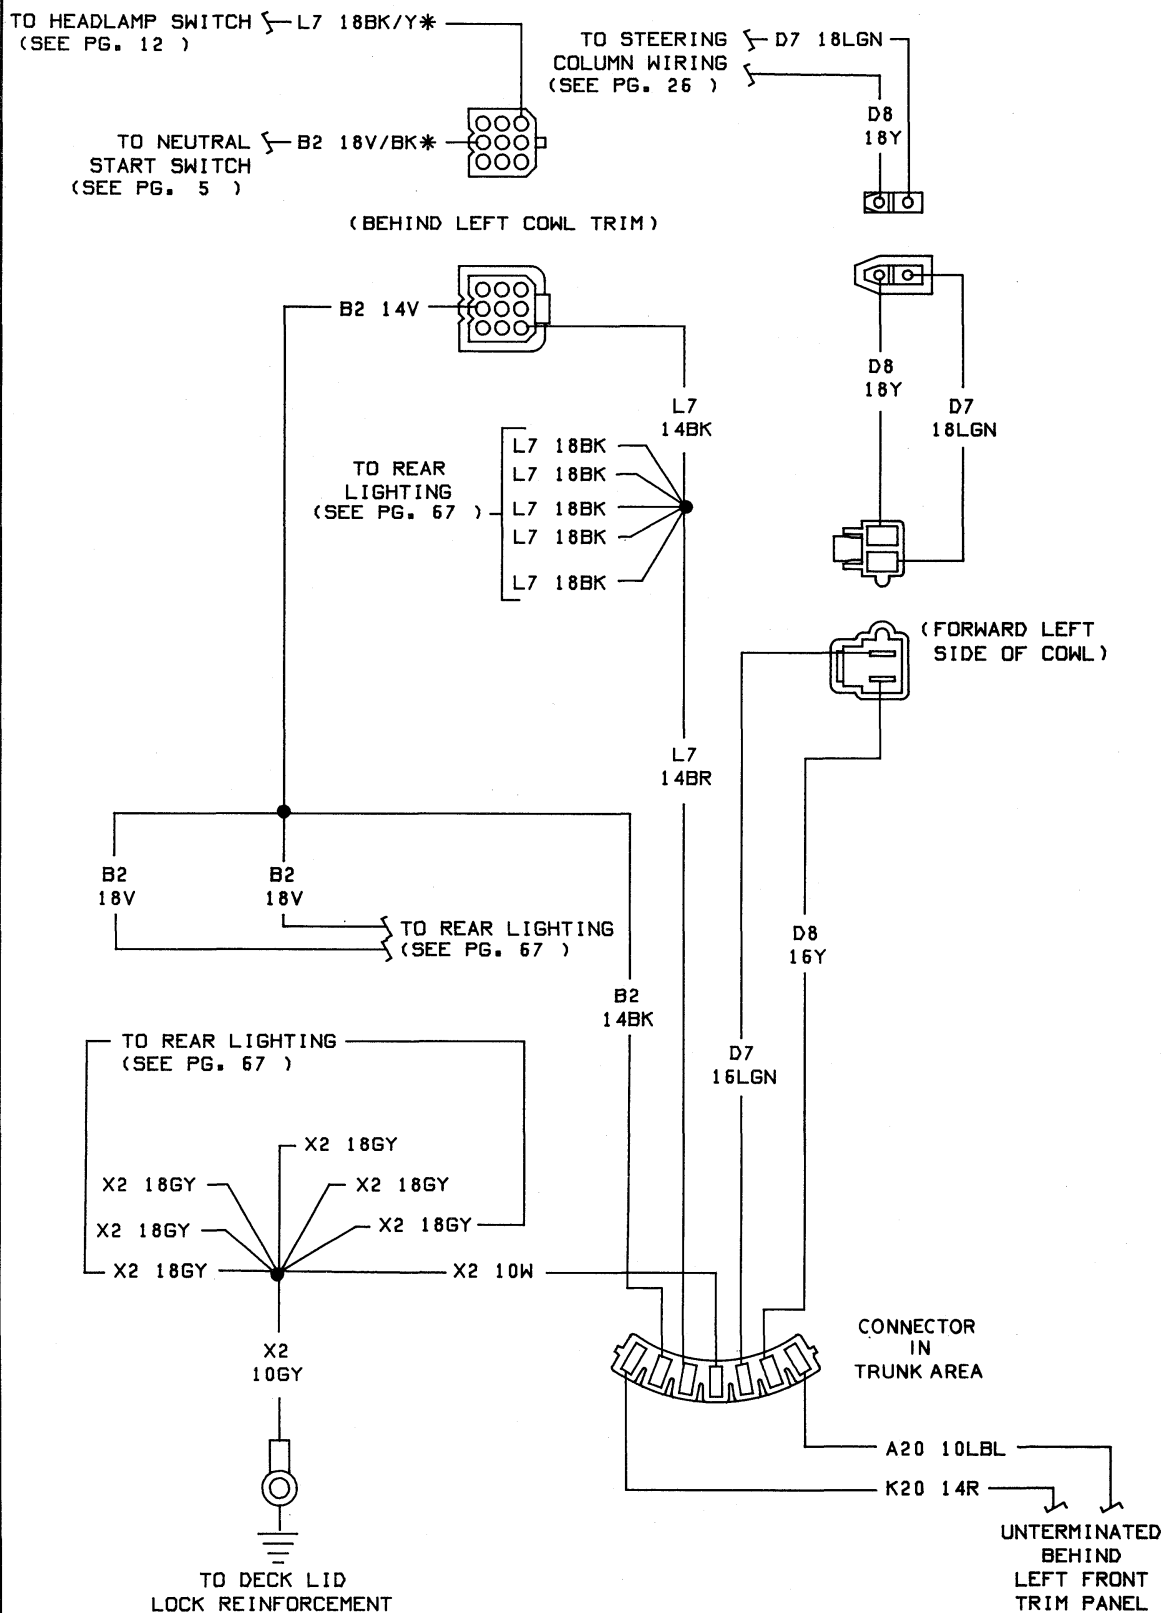 TO HEADLAMP SWITCH
(SEE PG. 12 )
L7 18BK/Y*
TO STEERING
COLUMN WIRING
(SEE PG. 26 )
D7 18LGN
D8
18Y
TO NEUTRAL
START SWITCH
(SEE PG. 5 )
B2 18V/BK*
(BEHIND LEFT COWL TRIM)
B2 14V
D8
18Y
D7
18LGN
L7
14BK
TO REAR
LIGHTING
(SEE PG. 67 )
L7 18BK
L7 18BK
L7 18BK
L7 18BK
L7 18BK
(FORWARD LEFT
SIDE OF COWL)
L7
14BR
B2
18V
B2
18V
TO REAR LIGHTING
(SEE PG. 67 )
D8
16Y
B2
14BK
TO REAR LIGHTING
(SEE PG. 67 )
D7
16LGN
X2 18GY
X2 18GY
X2 18GY
X2 18GY
X2 18GY
X2 18GY
X2 10W
X2
10GY
CONNECTOR
IN
TRUNK AREA
A20 10LBL
K20 14R
UNTERMINATED
BEHIND
LEFT FRONT
TRIM PANEL
TO DECK LID
LOCK REINFORCEMENT